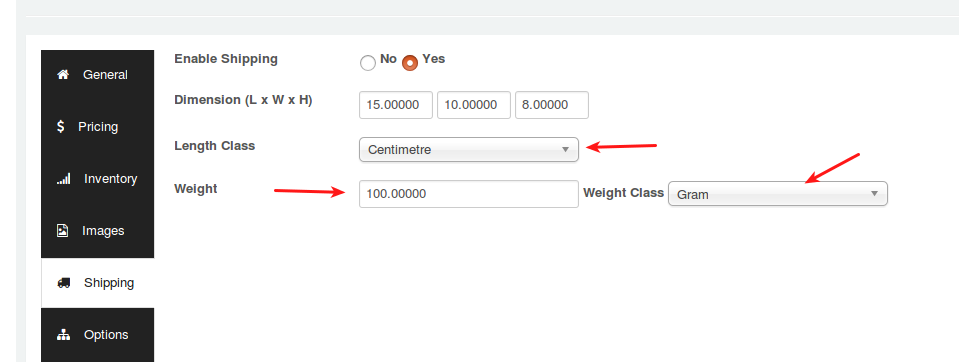 General
Pricing
Inventory
Images
Shipping
Options
Enable Shipping No Yes
Dimension (L x W x H) 15.00000 10.00000 8.00000
Length Class Centimetre
Weight 100.00000 Weight Class Gram